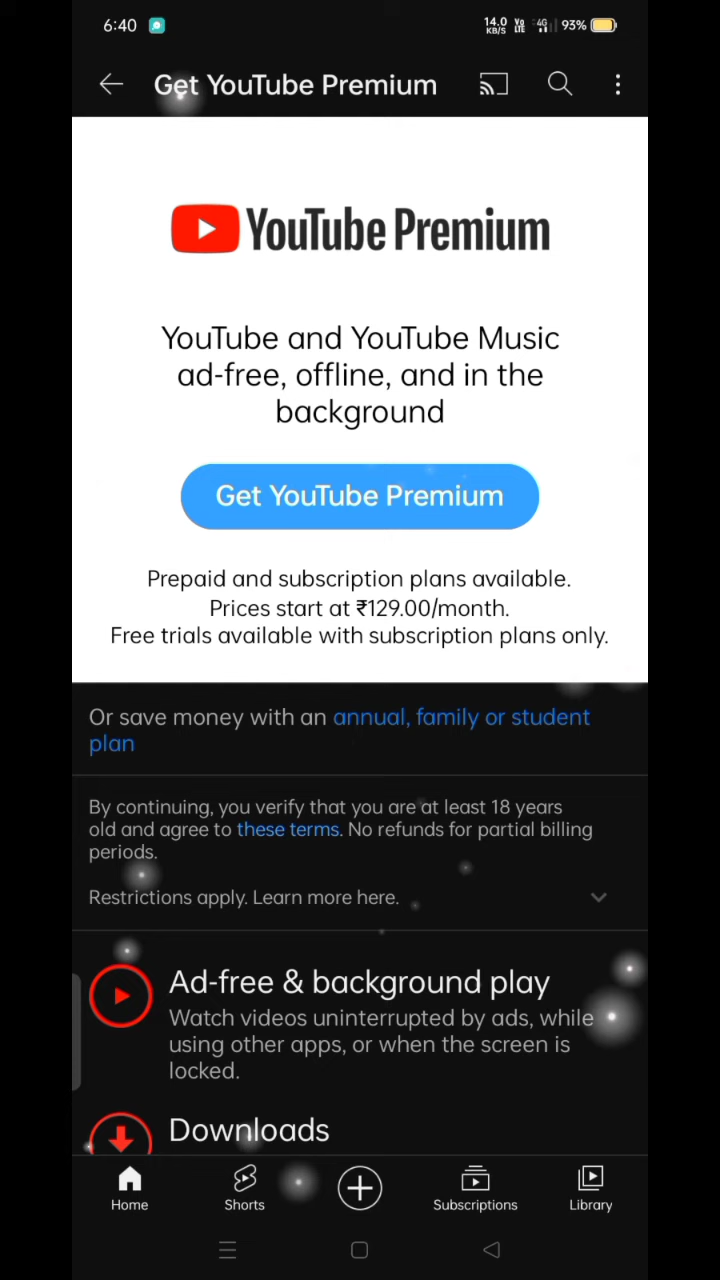 6:40 14.0 KB/S Vo LTE 4G 93%
Get YouTube Premium
YouTube Premium
YouTube and YouTube Music
ad-free, offline, and in the
background
Get YouTube Premium
Prepaid and subscription plans available.
Prices start at ₹129.00/month.
Free trials available with subscription plans only.
Or save money with an annual, family or student
plan
By continuing, you verify that you are at least 18 years
old and agree to these terms. No refunds for partial billing
periods.
Restrictions apply. Learn more here.
Ad-free & background play
Watch videos uninterrupted by ads, while
using other apps, or when the screen is
locked.
Downloads
Home Shorts Subscriptions Library